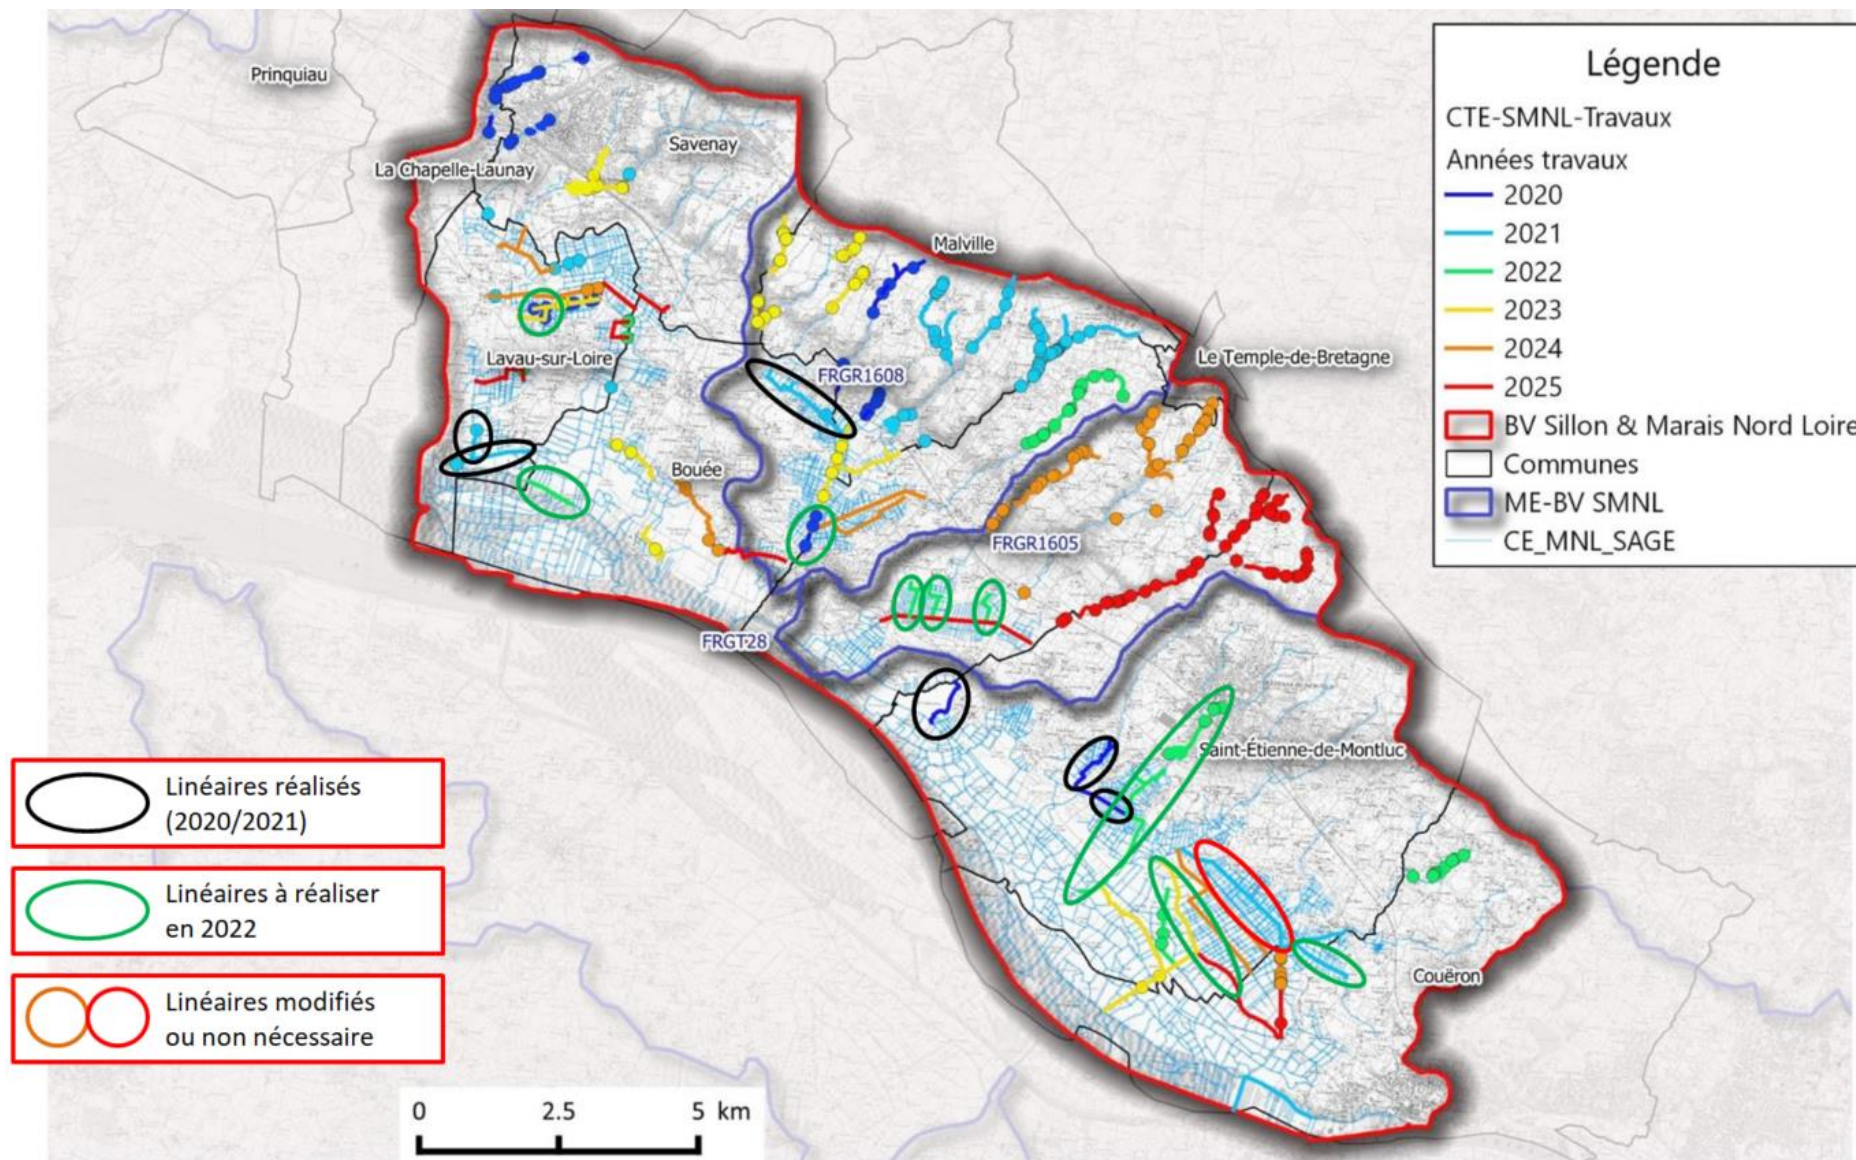 Prinquiau
Savenay
La Chapelle-Launay
Malville
Le Temple-de-Bretagne
Lavau-sur-Loire
FRGR1608
Bouée
FRGR1605
FRGT28
Saint-Étienne-de-Montluc
Couëron
Légende
CTE-SMNL-Travaux
Années travaux
2020
2021
2022
2023
2024
2025
BV Sillon & Marais Nord Loire
Communes
ME-BV SMNL
CE_MNL_SAGE
Linéaires réalisés
(2020/2021)
Linéaires à réaliser
en 2022
Linéaires modifiés
ou non nécessaire
0 2.5 5 km